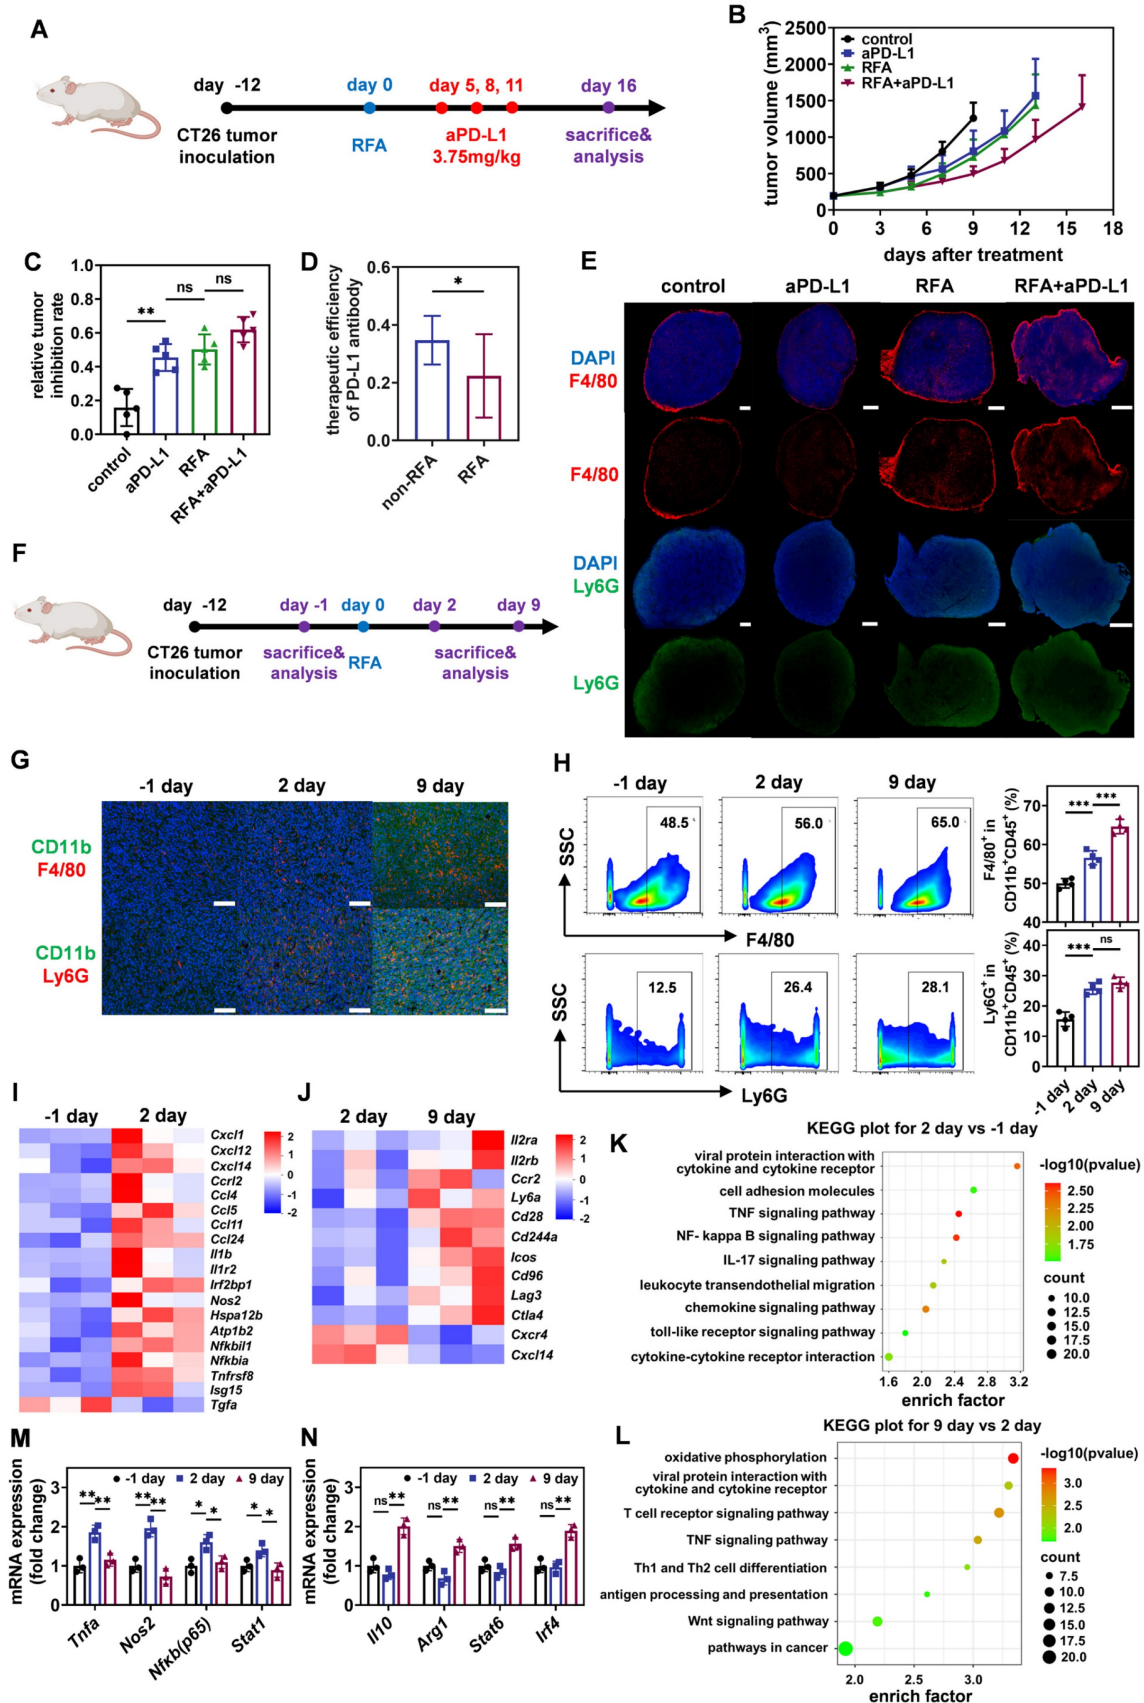 A
day -12
day 0
day 5, 8, 11
day 16
CT26 tumor
inoculation
RFA
aPD-L1
3.75mg/kg
sacrifice&
analysis
B
tumor volume (mm3)
2500
2000
1500
1000
500
0
control
aPD-L1
RFA
RFA+aPD-L1
0 3 6 9 12 15 18
days after treatment
C
relative tumor
inhibition rate
1.0
0.8
0.6
0.4
0.2
0.0
**
ns
ns
control
aPD-L1
RFA
RFA+aPD-L1
D
therapeutic efficiency
of PD-L1 antibody
0.6
0.4
0.2
0.0
*
non-RFA
RFA
E
control aPD-L1 RFA RFA+aPD-L1
DAPI
F4/80
F4/80
DAPI
Ly6G
Ly6G
F
day -12
day -1
day 0
day 2
day 9
CT26 tumor
inoculation
sacrifice&
analysis
RFA
sacrifice&
analysis
G
-1 day 2 day 9 day
CD11b
F4/80
CD11b
Ly6G
H
-1 day 2 day 9 day
SSC
48.5
56.0
65.0
F4/80
SSC
12.5
26.4
28.1
Ly6G
F4/80+ in
CD11b+CD45+ (%)
70
60
50
40
***
***
Ly6G+ in
CD11b+CD45+ (%)
40
30
20
10
0
***
ns
-1 day
2 day
9 day
I
-1 day 2 day
Cxcl1
Cxcl12
Cxcl14
Ccrl2
Ccl4
Ccl5
Ccl11
Ccl24
Il1b
Il1r2
Irf2bp1
Nos2
Hspa12b
Atp1b2
Nfkbil1
Nfkbia
Tnfrsf8
Isg15
Tgfa
2
1
0
-1
-2
J
2 day 9 day
Il2ra
Il2rb
Ccr2
Ly6a
Cd28
Cd244a
Icos
Cd96
Lag3
Ctla4
Cxcr4
Cxcl14
2
1
0
-1
-2
K
KEGG plot for 2 day vs -1 day
viral protein interaction with
cytokine and cytokine receptor
cell adhesion molecules
TNF signaling pathway
NF- kappa B signaling pathway
IL-17 signaling pathway
leukocyte transendothelial migration
chemokine signaling pathway
toll-like receptor signaling pathway
cytokine-cytokine receptor interaction
1.6 2.0 2.4 2.8 3.2
enrich factor
-log10(pvalue)
2.50
2.25
2.00
1.75
count
10.0
12.5
15.0
17.5
20.0
L
KEGG plot for 9 day vs 2 day
oxidative phosphorylation
viral protein interaction with
cytokine and cytokine receptor
T cell receptor signaling pathway
TNF signaling pathway
Th1 and Th2 cell differentiation
antigen processing and presentation
Wnt signaling pathway
pathways in cancer
2.0 2.5 3.0
enrich factor
-log10(pvalue)
3.0
2.5
2.0
count
7.5
10.0
12.5
15.0
17.5
20.0
M
mRNA expression
(fold change)
3
2
1
0
-1 day 2 day 9 day
** ** ** ** * * * *
Tnfa
Nos2
Nfκb(p65)
Stat1
N
mRNA expression
(fold change)
3
2
1
0
-1 day 2 day 9 day
ns ** ns ** ns ** ns **
Il10
Arg1
Stat6
Irf4